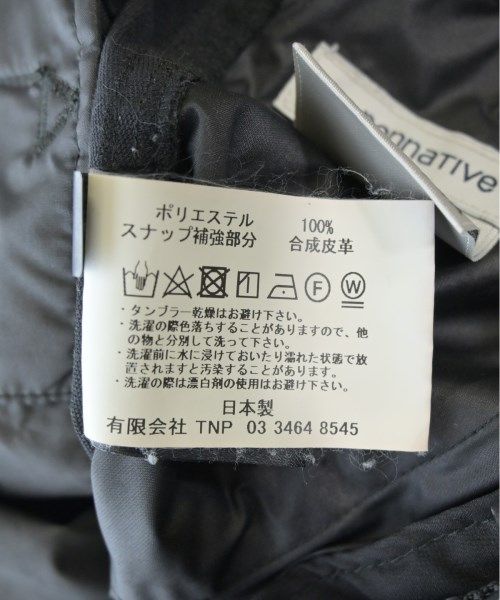 ネイティブ
ポリエステル 100%
スナップ補強部分 合成皮革
F W
・タンブラー乾燥はお避け下さい。
・洗濯の際色落ちすることがありますので、他
の物と分別して洗って下さい。
・洗濯前に水に浸けておいたり濡れた状態で放
置されますと汚染することがあります。
・洗濯の際は漂白剤の使用はお避け下さい。
日本製
有限会社 TNP 03 3464 8545